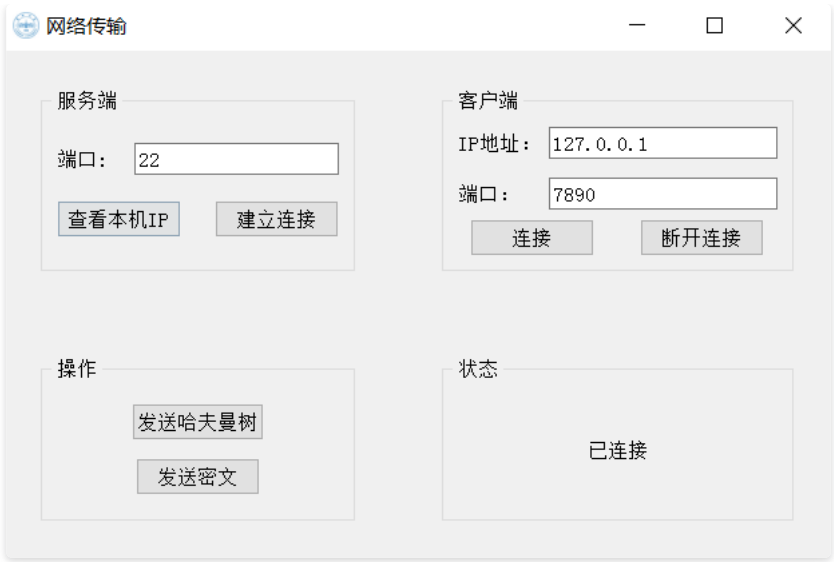 网络传输
服务端
端口：
22
查看本机IP
建立连接
客户端
IP地址：
127.0.0.1
端口：
7890
连接
断开连接
操作
发送哈夫曼树
发送密文
状态
已连接